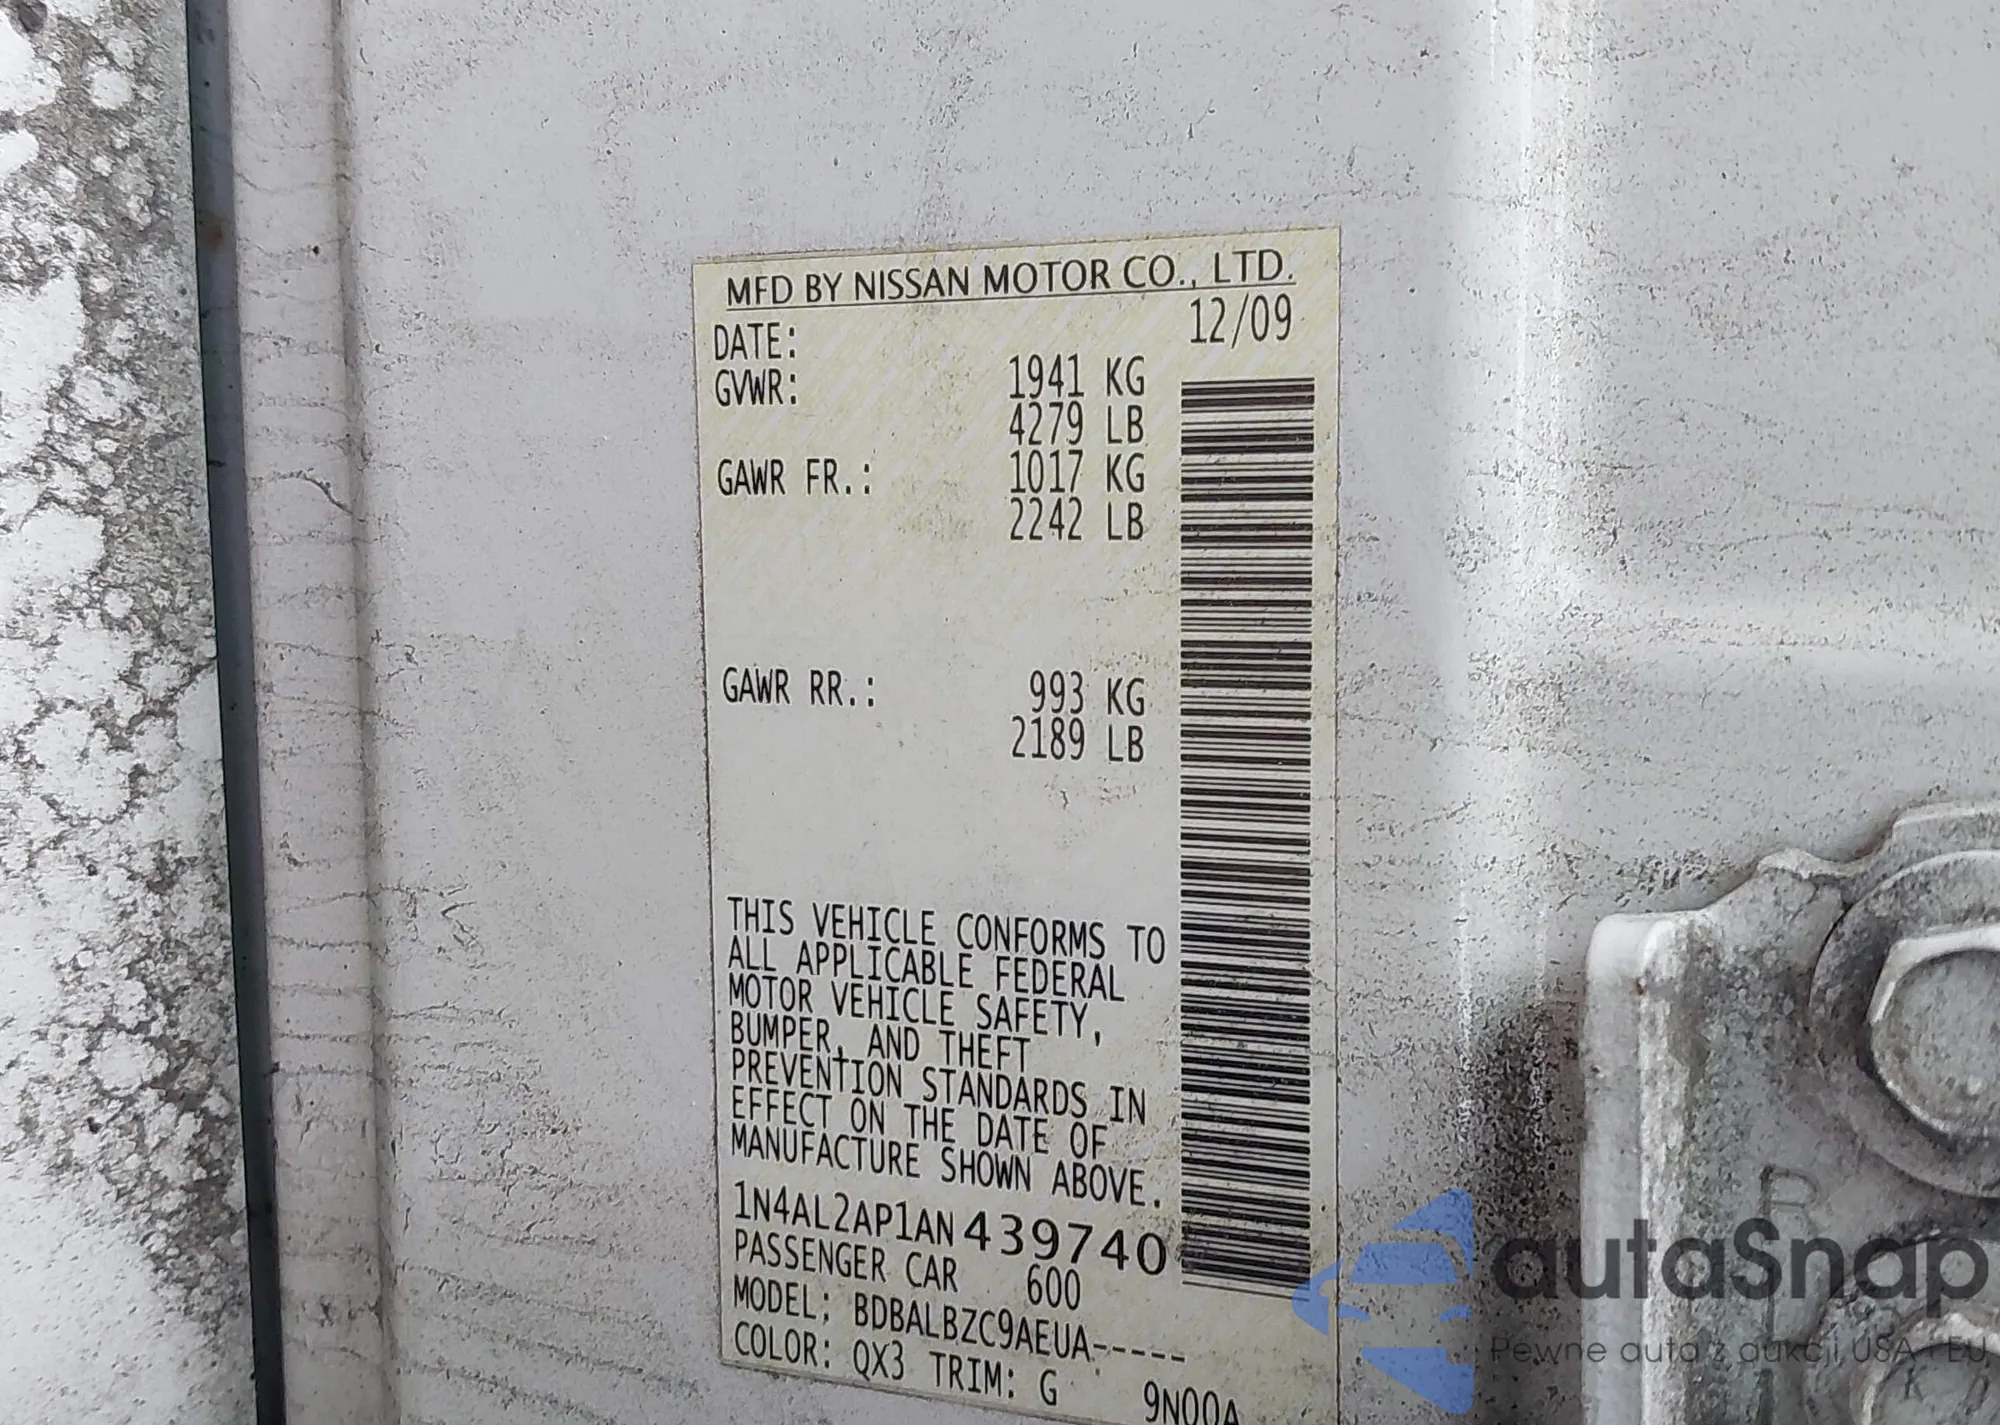 MFD BY NISSAN MOTOR CO., LTD.
DATE: 12/09
GVWR: 1941 KG
4279 LB
GAWR FR.: 1017 KG
2242 LB
GAWR RR.: 993 KG
2189 LB
THIS VEHICLE CONFORMS TO
ALL APPLICABLE FEDERAL
MOTOR VEHICLE SAFETY,
BUMPER, AND THEFT
PREVENTION STANDARDS IN
EFFECT ON THE DATE OF
MANUFACTURE SHOWN ABOVE.
1N4AL2AP1AN439740
PASSENGER CAR 600
MODEL: BDBALBZC9AEUA-----
COLOR: QX3 TRIM: G 9N00A
autaSnap
Pewne auta z aukcji USA i EU